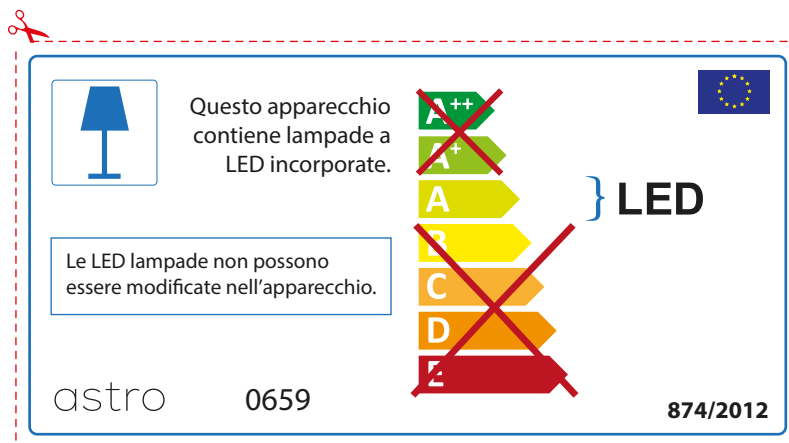 Questo apparecchio
contiene lampade a
LED incorporate.
A++
A+
A
B
C
D
E
LED
Le LED lampade non possono
essere modificate nell'apparecchio.
astro
0659
874/2012